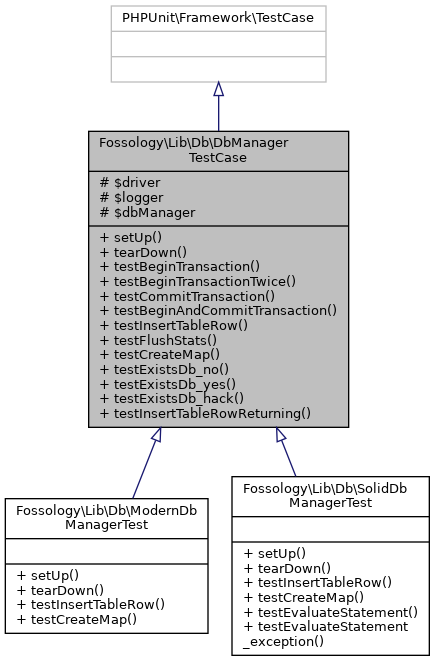 PHPUnit\Framework\TestCase
Fossology\Lib\Db\DbManager
TestCase
# $driver
# $logger
# $dbManager
+ setUp()
+ tearDown()
+ testBeginTransaction()
+ testBeginTransactionTwice()
+ testCommitTransaction()
+ testBeginAndCommitTransaction()
+ testInsertTableRow()
+ testFlushStats()
+ testCreateMap()
+ testExistsDb_no()
+ testExistsDb_yes()
+ testExistsDb_hack()
+ testInsertTableRowReturning()
Fossology\Lib\Db\ModernDb
ManagerTest
+ setUp()
+ tearDown()
+ testInsertTableRow()
+ testCreateMap()
Fossology\Lib\Db\SolidDb
ManagerTest
+ setUp()
+ tearDown()
+ testInsertTableRow()
+ testCreateMap()
+ testEvaluateStatement()
+ testEvaluateStatement
_exception()